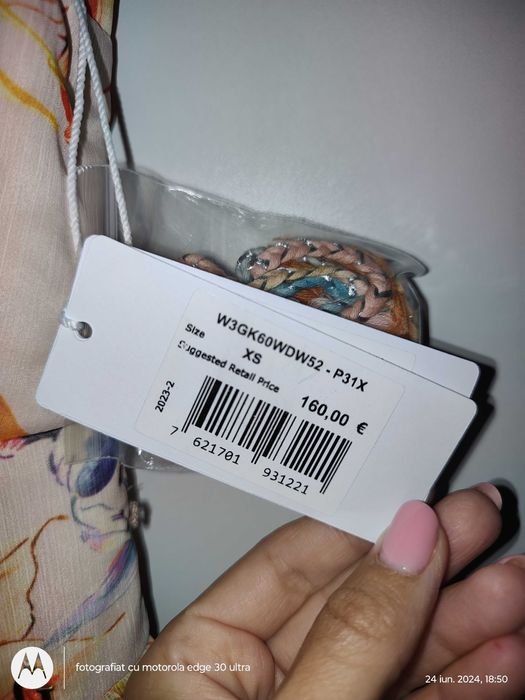 W3GK60WDW52 - P31X
Size XS
Suggested Retail Price
160,00 €
2023-2
7 621701 931221
fotografiat cu motorola edge 30 ultra
24 iun. 2024, 18:50